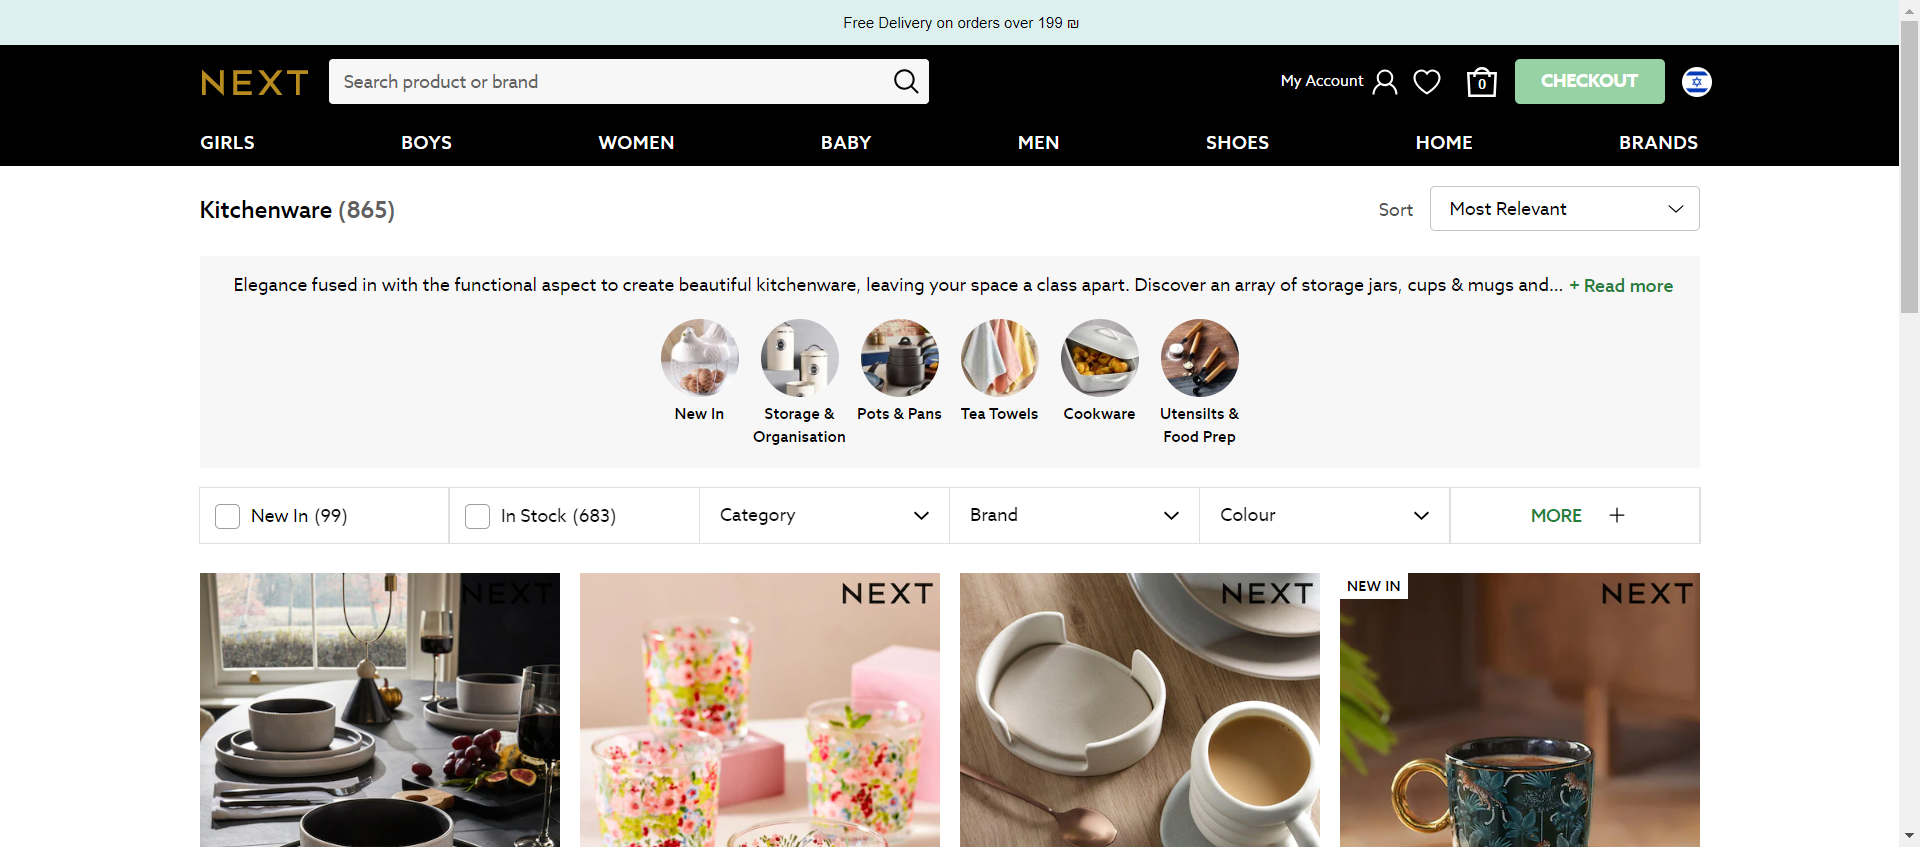 Free Delivery on orders over 199 ₪
NEXT
Search product or brand
My Account
0
CHECKOUT
GIRLS
BOYS
WOMEN
BABY
MEN
SHOES
HOME
BRANDS
Kitchenware (865)
Sort
Most Relevant
Elegance fused in with the functional aspect to create beautiful kitchenware, leaving your space a class apart. Discover an array of storage jars, cups & mugs and... + Read more
New In
Storage &
Organisation
Pots & Pans
Tea Towels
Cookware
Utensilts &
Food Prep
New In (99)
In Stock (683)
Category
Brand
Colour
MORE +
NEXT
NEXT
NEXT
NEW IN
NEXT